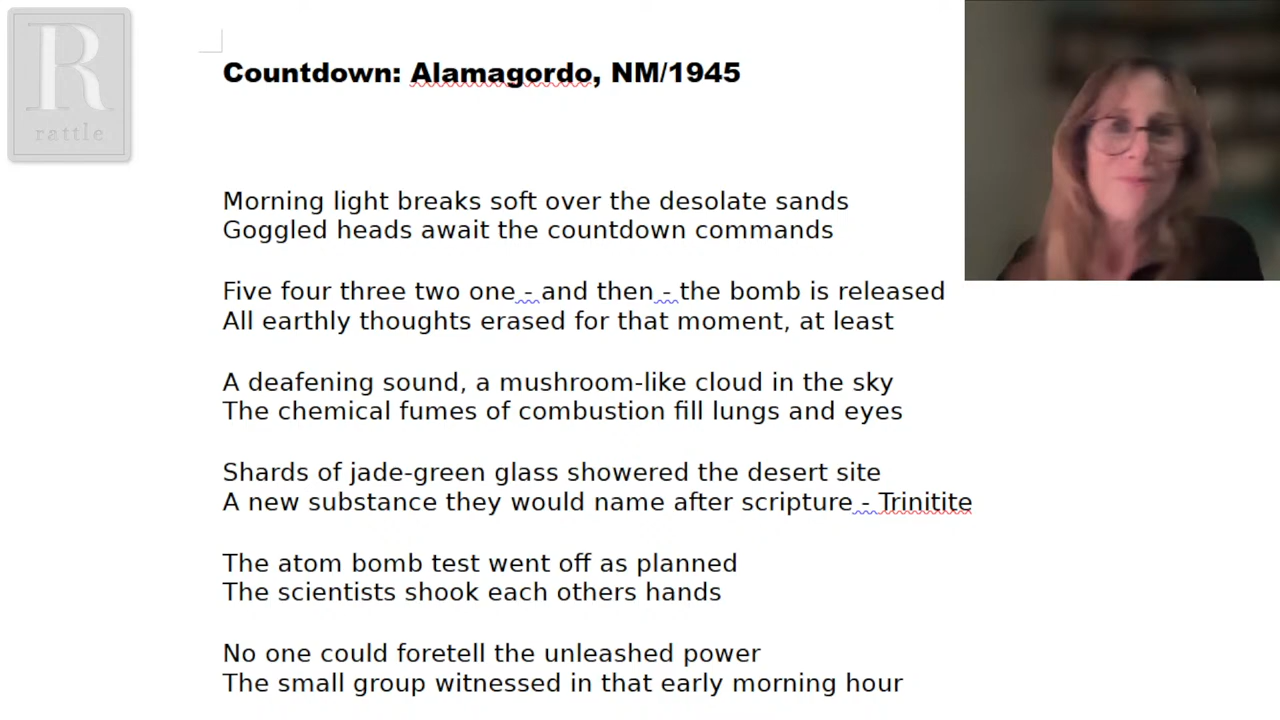 R
rattle
Countdown: Alamagordo, NM/1945
Morning light breaks soft over the desolate sands
Goggled heads await the countdown commands
Five four three two one - and then - the bomb is released
All earthly thoughts erased for that moment, at least
A deafening sound, a mushroom-like cloud in the sky
The chemical fumes of combustion fill lungs and eyes
Shards of jade-green glass showered the desert site
A new substance they would name after scripture - Trinitite
The atom bomb test went off as planned
The scientists shook each others hands
No one could foretell the unleashed power
The small group witnessed in that early morning hour